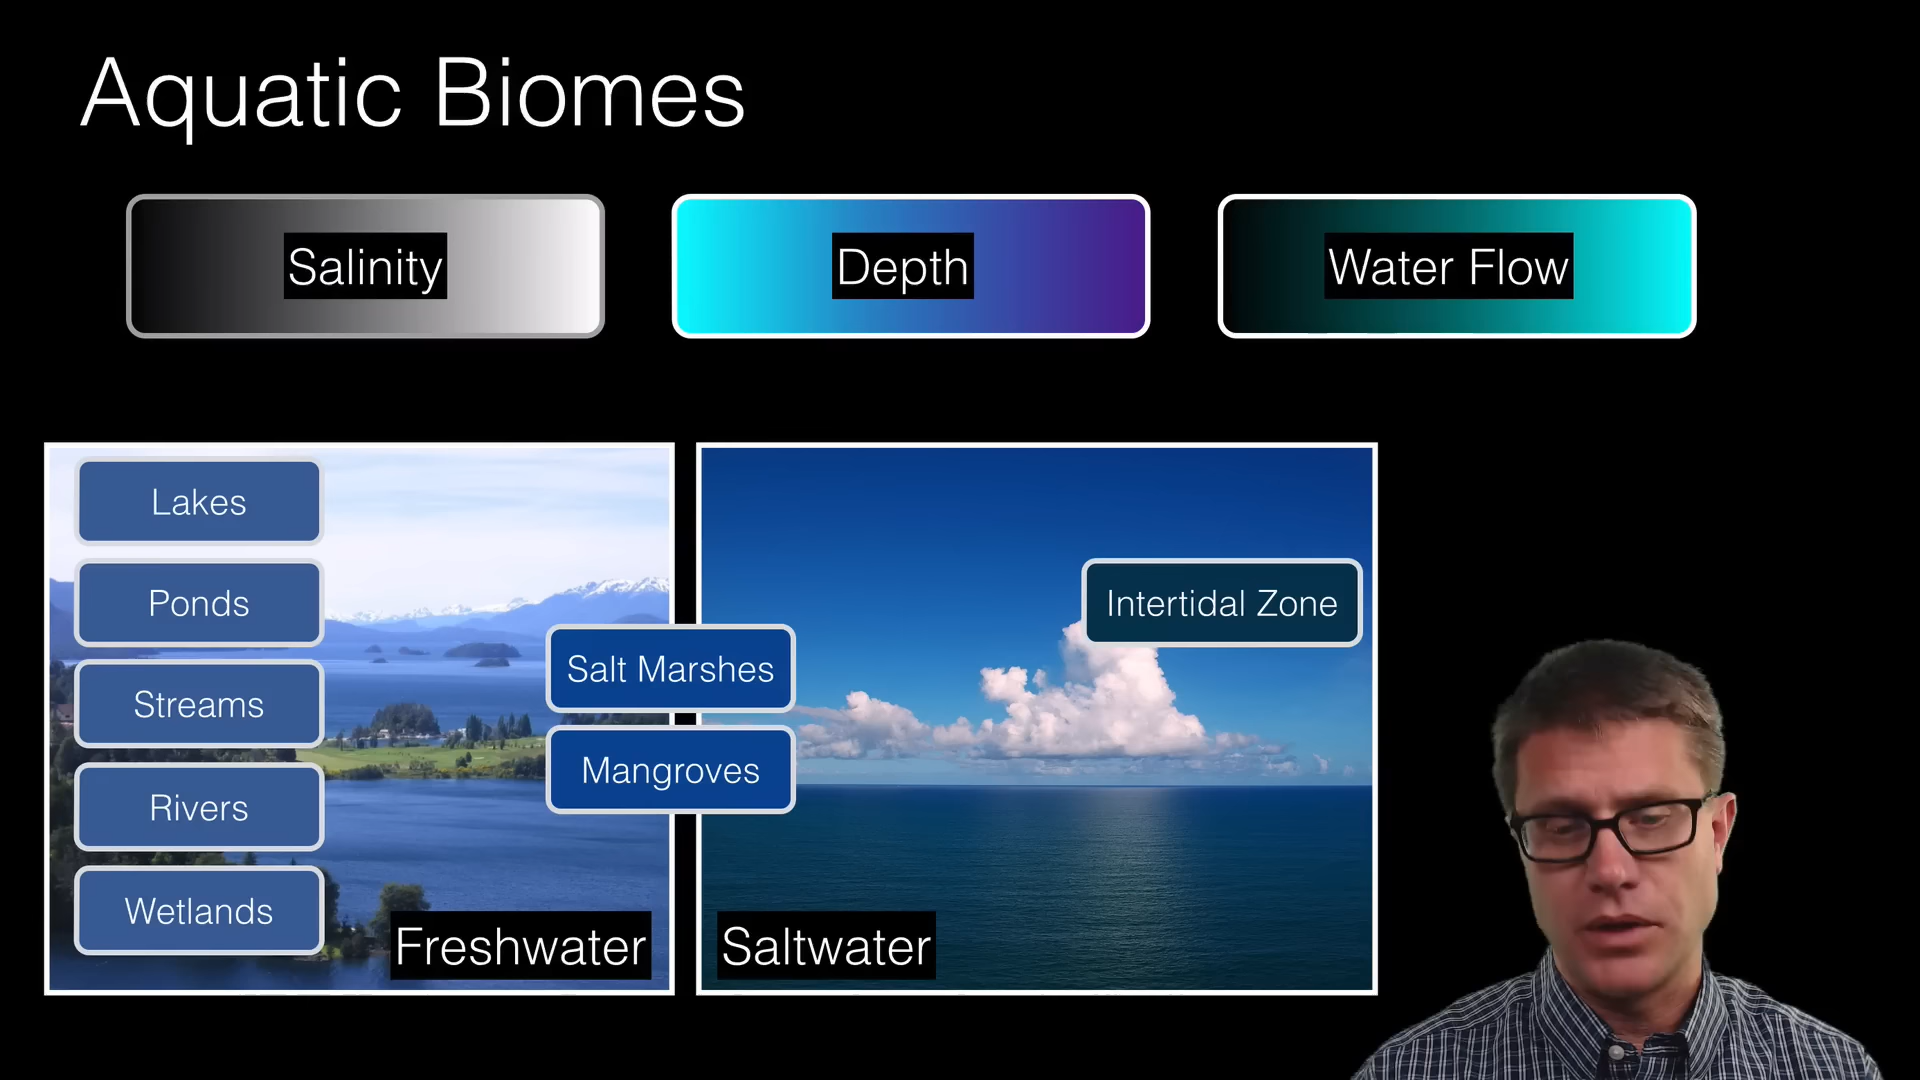 Aquatic Biomes
Salinity
Depth
Water Flow
Lakes
Ponds
Streams
Rivers
Wetlands
Freshwater
Salt Marshes
Mangroves
Intertidal Zone
Saltwater